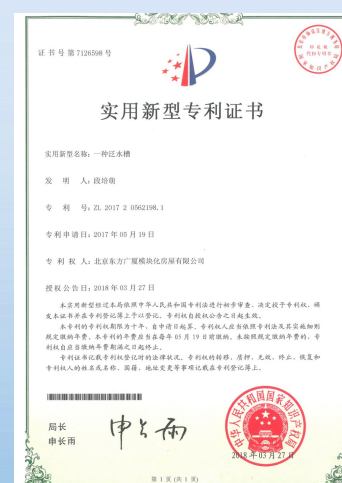 证书号第7126598号
实用新型专利证书
实用新型名称：一种泛水槽
发 明 人：段培萌
专 利 号：ZL 2017 2 0562198.1
专利申请日：2017年05月19日
专 利 权 人：北京东方广厦模块化房屋有限公司
授权公告日：2018年03月27日
本实用新型经过本局依照中华人民共和国专利法进行初步审查，决定授予专利权，颁
发本证书并在专利登记簿上予以登记。专利权自授权公告之日起生效。
本专利的专利权期限为十年，自申请日起算。专利权人应当依照专利法及其实施细则
规定缴纳年费。本专利的年费应当在每年05月19日前缴纳。未按照规定缴纳年费的，专利
权自应当缴纳年费期满之日起终止。
专利证书记载专利权登记时的法律状况。专利权的转移、质押、无效、终止、恢复和
专利权人的姓名或名称、国籍、地址变更等事项记载在专利登记簿上。
局长
申长雨
申长雨
中华人民共和国国家知识产权局
2018年03月27日
第1页(共1页)